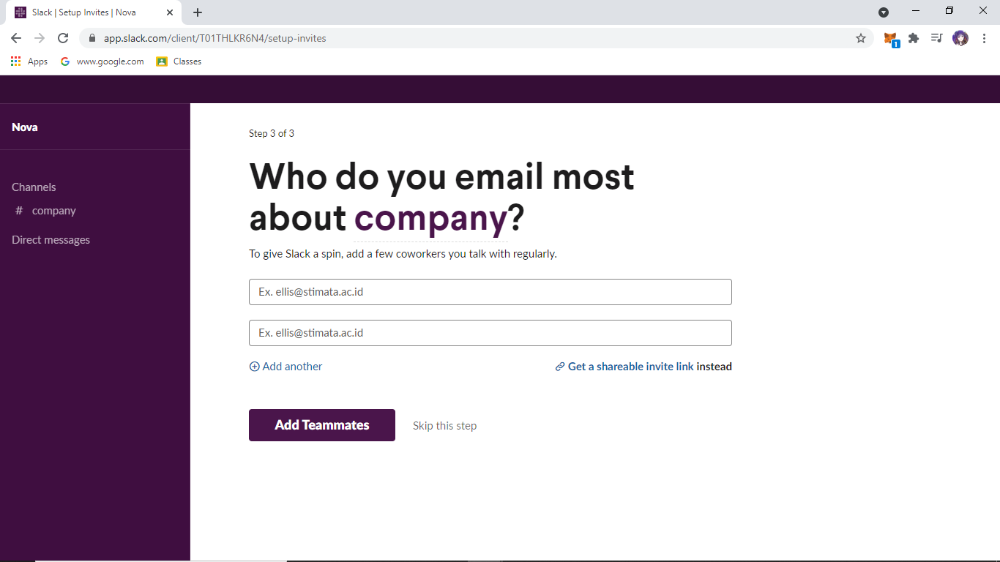 Slack | Setup Invites | Nova
app.slack.com/client/T01THLKR6N4/setup-invites
1
Apps
www.google.com
Classes
Nova
Channels
# company
Direct messages
Step 3 of 3
Who do you email most
about company?
To give Slack a spin, add a few coworkers you talk with regularly.
Ex. ellis@stimata.ac.id
Ex. ellis@stimata.ac.id
Add another
Get a shareable invite link instead
Add Teammates
Skip this step